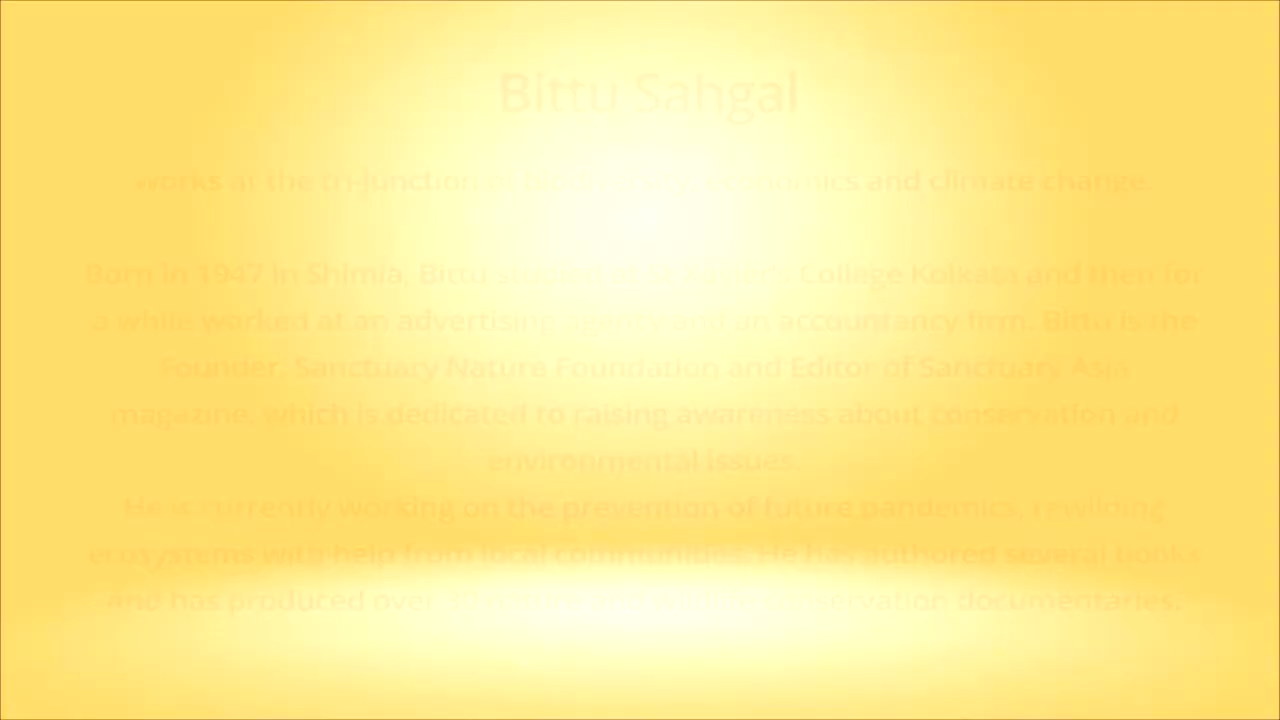 Bittu Sahgal
works at the tri-junction of biodiversity, economics and climate change.
Born in 1947 in Shimla, Bittu studied at St Xavier's College Kolkata and then for
a while worked at an advertising agency and an accountancy firm. Bittu is the
Founder, Sanctuary Nature Foundation and Editor of Sanctuary Asia
magazine, which is dedicated to raising awareness about conservation and
environmental issues.
He is currently working on the prevention of future pandemics, rewilding
ecosystems with help from local communities. He has authored several books
and has produced over conservation documentaries.